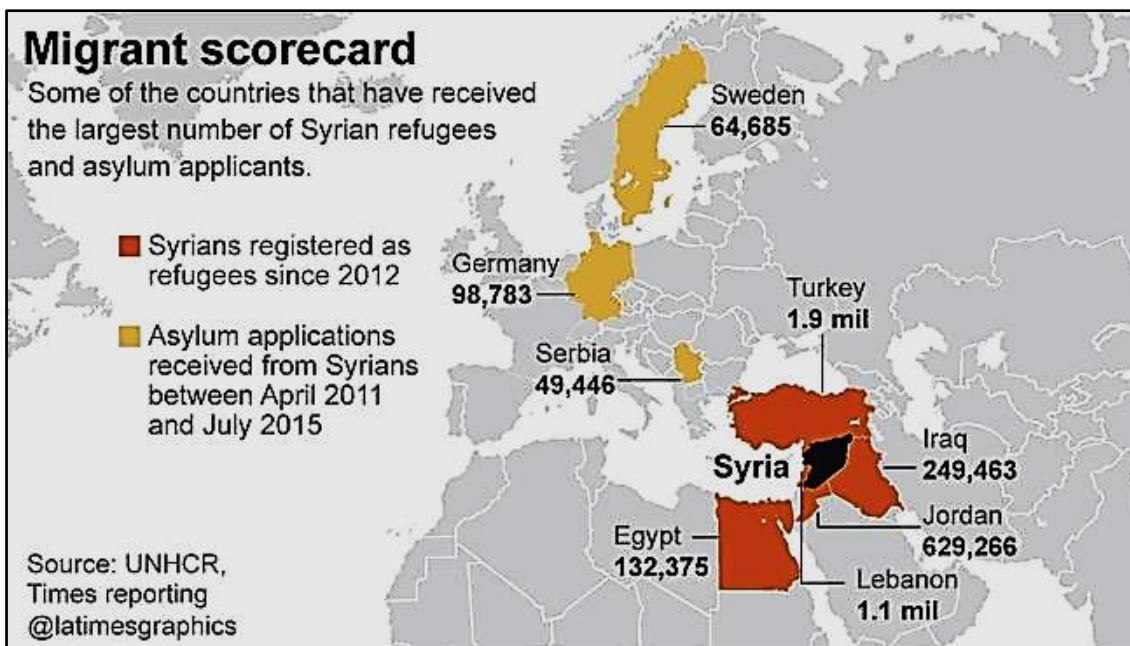 Migrant scorecard
Some of the countries that have received
the largest number of Syrian refugees
and asylum applicants.
Syrians registered as
refugees since 2012
Asylum applications
received from Syrians
between April 2011
and July 2015
Sweden
64,685
Germany
98,783
Serbia
49,446
Turkey
1.9 mil
Syria
Iraq
249,463
Jordan
629,266
Lebanon
1.1 mil
Egypt
132,375
Source: UNHCR,
Times reporting
@latimesgraphics